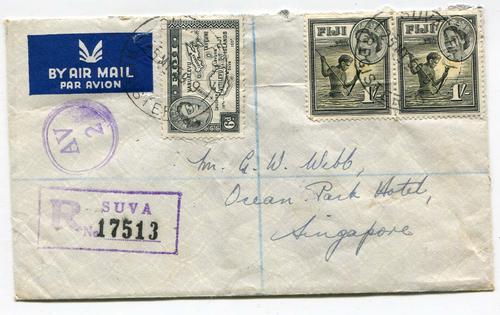 BY AIR MAIL
PAR AVION
FIJI
6d
FIJI
1/-
FIJI
1/-
AV
2
R
SUVA
No 17513
Mr. G. W. Webb,
Ocean Park Hotel,
Singapore